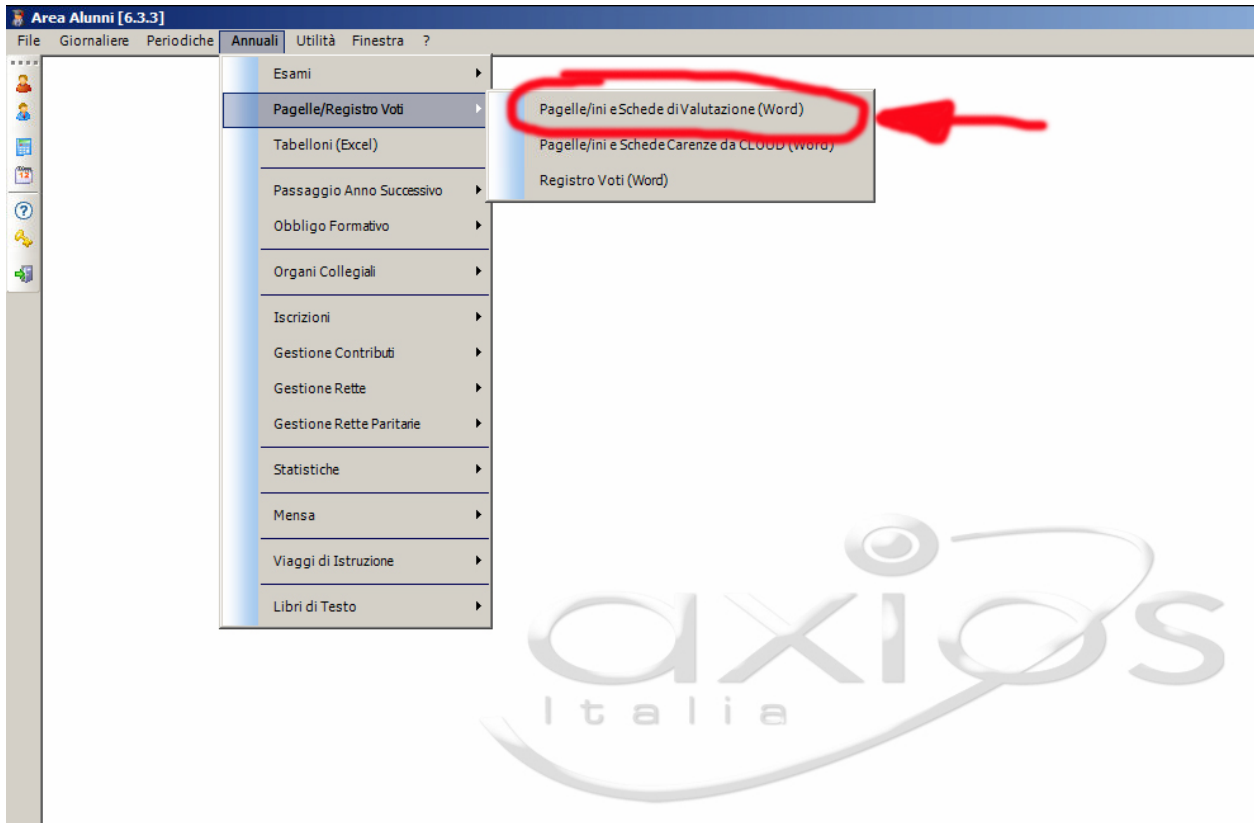 Area Alunni [6.3.3]
File Giornaliere Periodiche Annuali Utilità Finestra ?
Esami
Pagelle/Registro Voti
Tabelloni (Excel)
Passaggio Anno Successivo
Obbligo Formativo
Organi Collegiali
Iscrizioni
Gestione Contributi
Gestione Rette
Gestione Rette Paritarie
Statistiche
Mensa
Viaggi di Istruzione
Libri di Testo
Pagelle/ini e Schede di Valutazione (Word)
Pagelle/ini e Schede Carenze da CLOUD (Word)
Registro Voti (Word)
12
axios
Italia